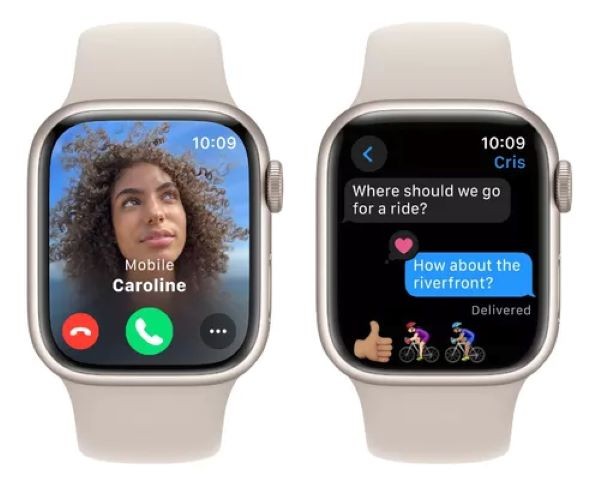 10:09
Mobile
Caroline
10:09
Cris
Where should we go
for a ride?
How about the
riverfront?
Delivered